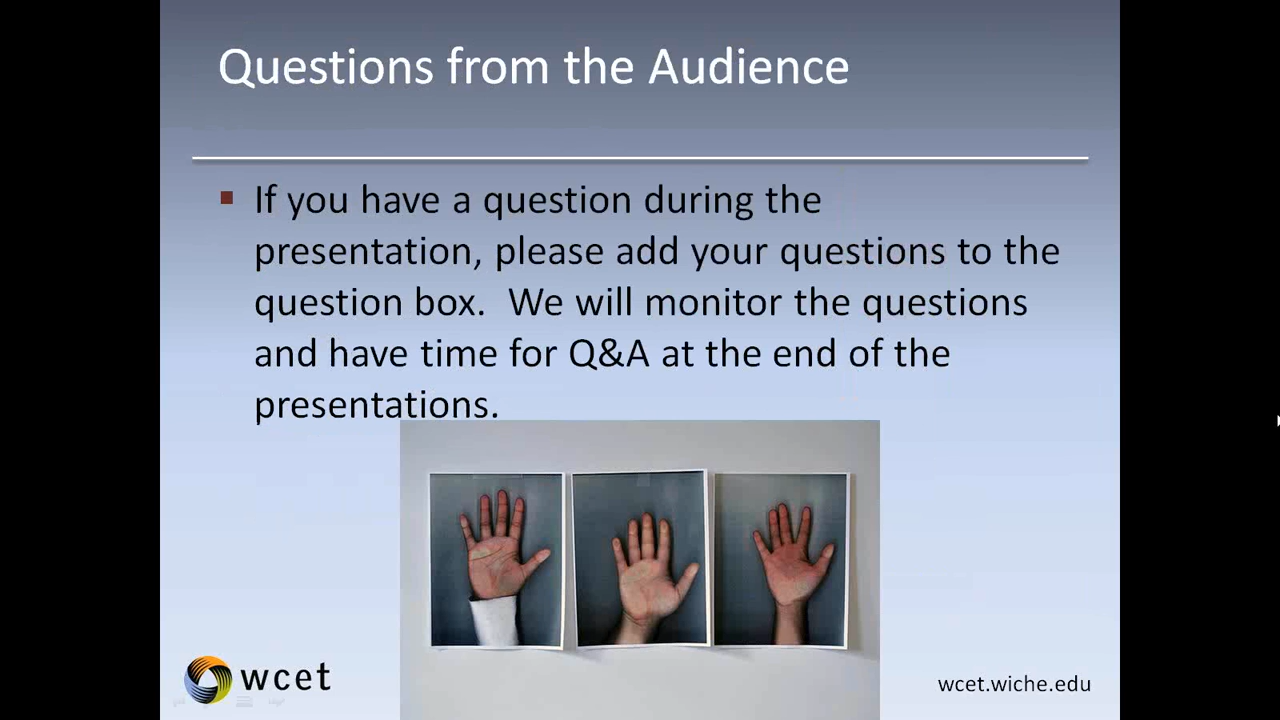 Questions from the Audience
If you have a question during the
presentation, please add your questions to the
question box.  We will monitor the questions
and have time for Q&A at the end of the
presentations.
wcet
wcet.wiche.edu